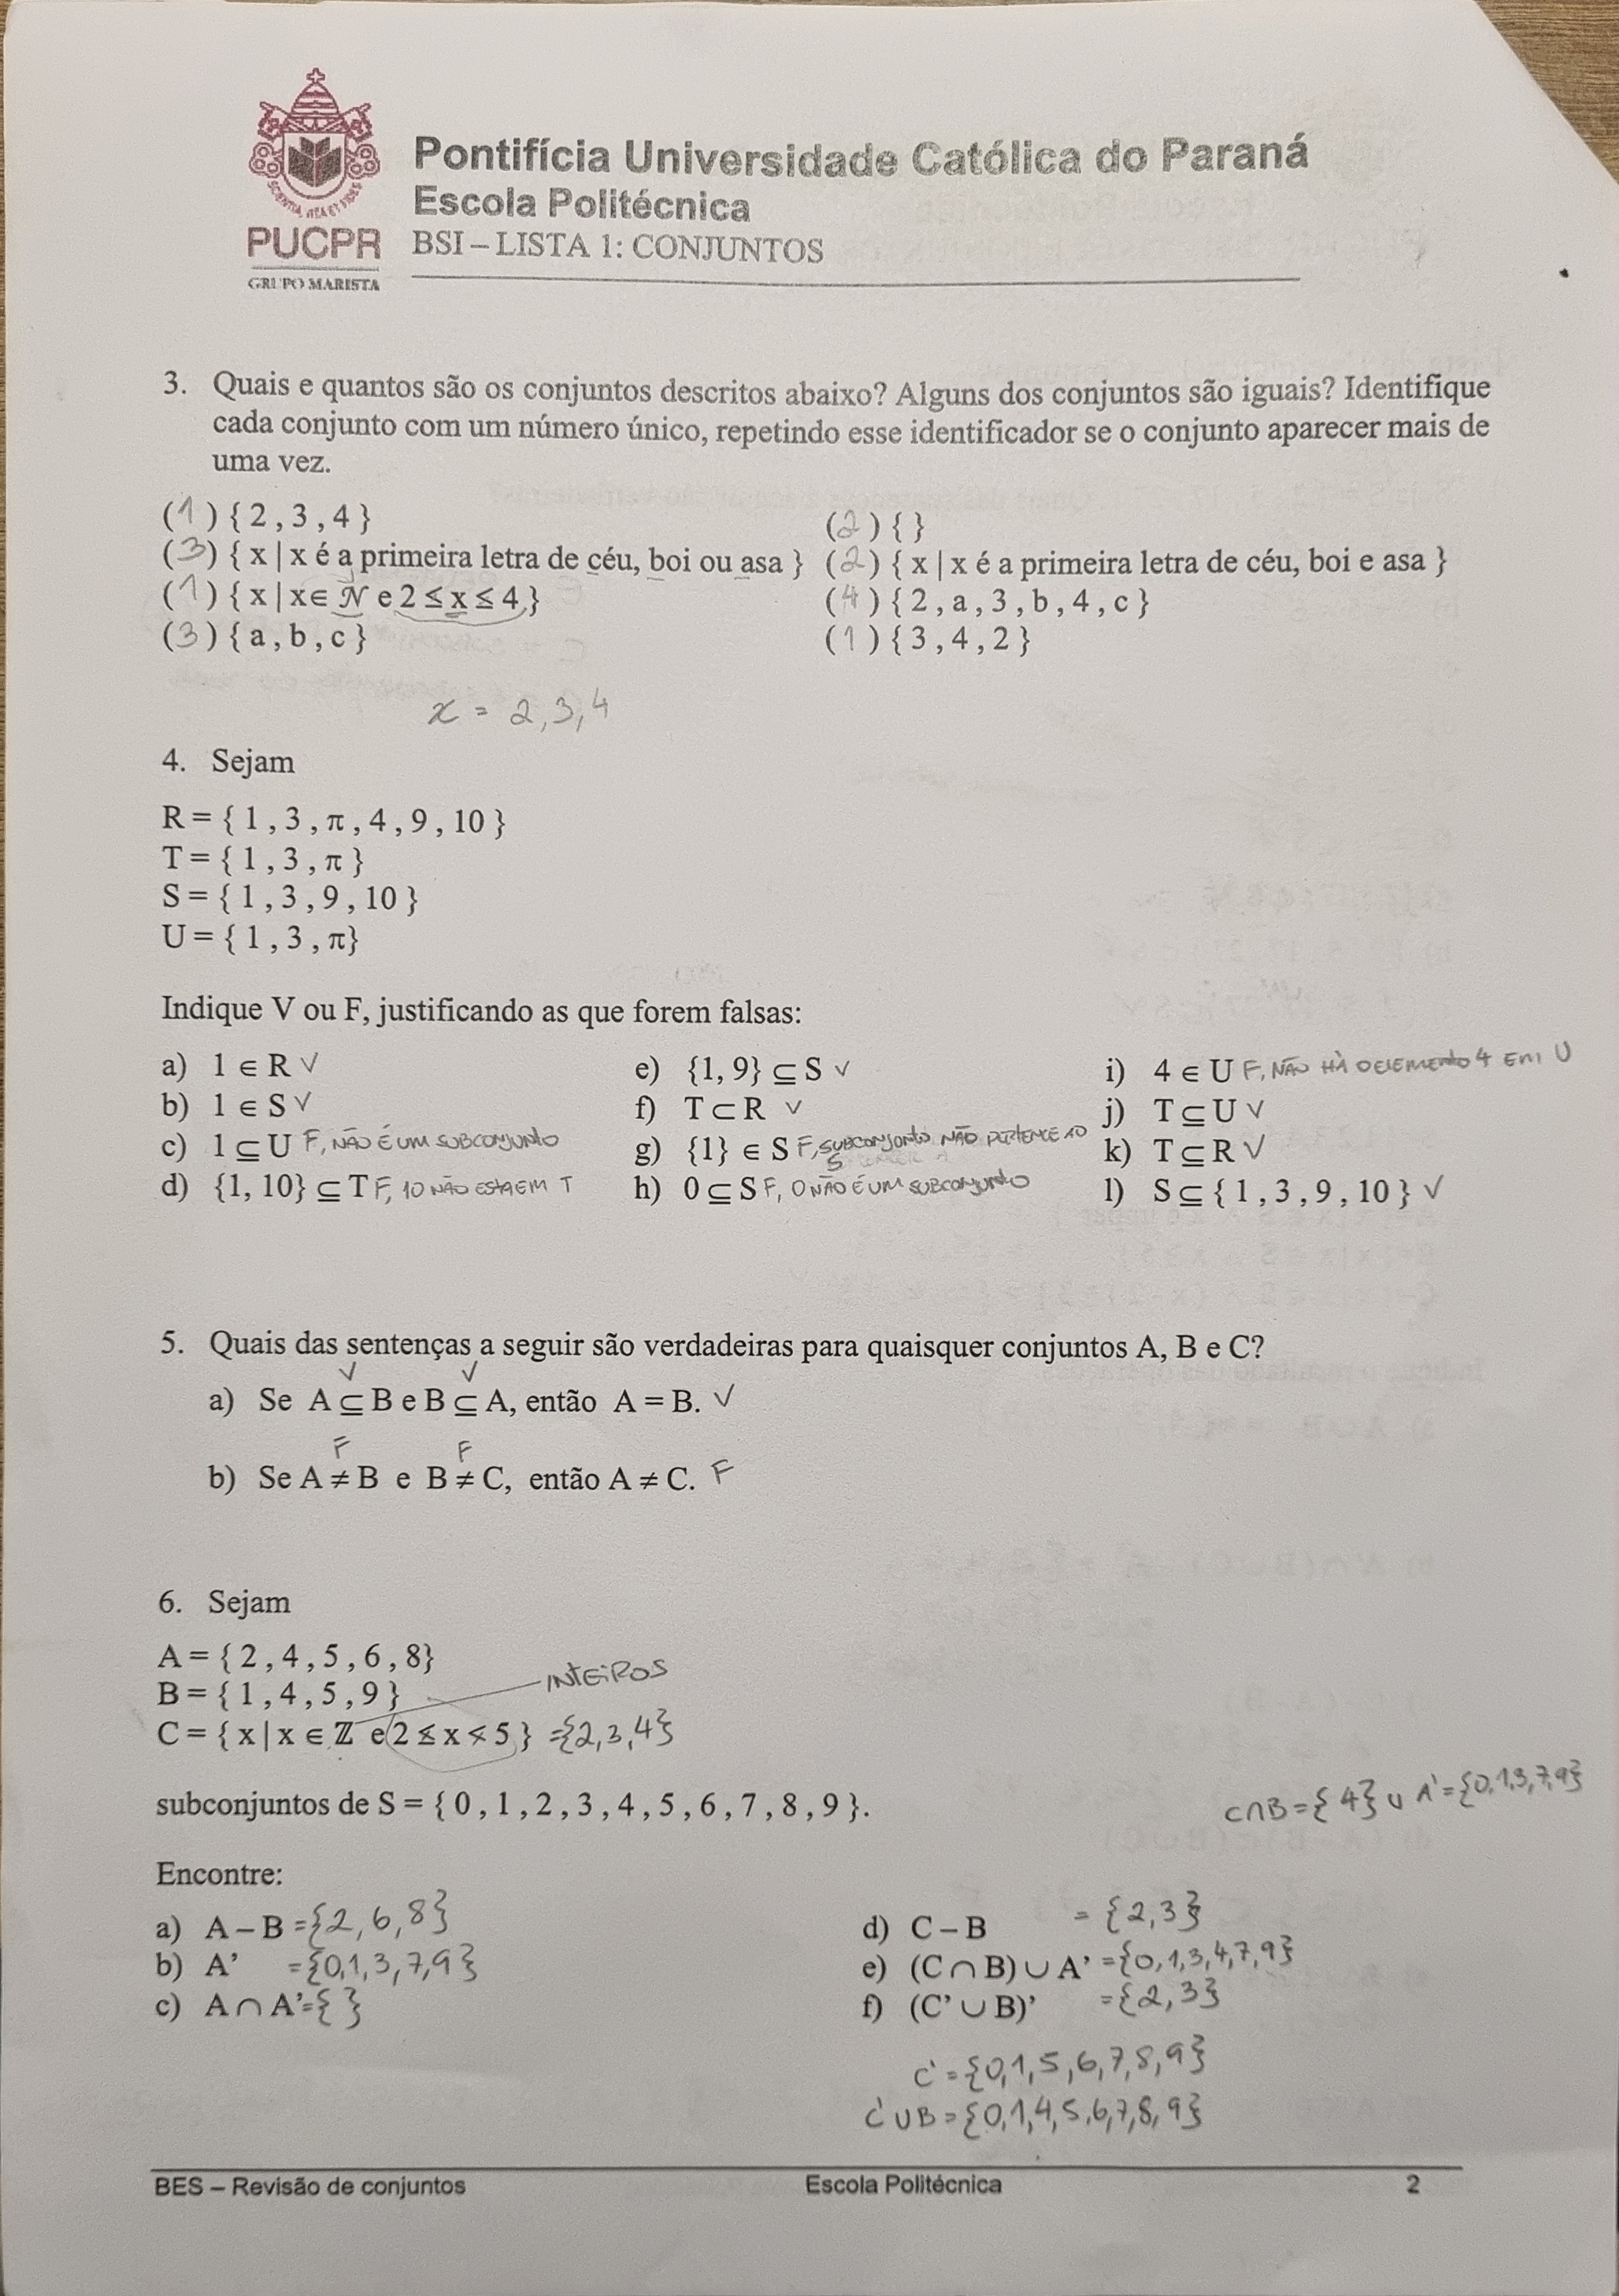 Pontifícia Universidade Católica do Paraná
Escola Politécnica
PUCPR BSI – LISTA 1: CONJUNTOS
GRUPO MARISTA
3. Quais e quantos são os conjuntos descritos abaixo? Alguns dos conjuntos são iguais? Identifique
cada conjunto com um número único, repetindo esse identificador se o conjunto aparecer mais de
uma vez.
(1) { 2 , 3 , 4 }
(3) { x | x é a primeira letra de céu, boi ou asa }
(1) { x | x∈ N e 2 ≤ x ≤ 4 }
(3) { a , b , c }
(2) { }
(2) { x | x é a primeira letra de céu, boi e asa }
(4) { 2 , a , 3 , b , 4 , c }
(1) { 3 , 4 , 2 }
x = 2,3,4
4. Sejam
R = { 1 , 3 , π , 4 , 9 , 10 }
T = { 1 , 3 , π }
S = { 1 , 3 , 9 , 10 }
U = { 1 , 3 , π}
Indique V ou F, justificando as que forem falsas:
a) 1 ∈ R V
b) 1 ∈ S V
c) 1 ⊆ U F, NÃO É UM SUBCONJUNTO
d) {1, 10} ⊆ T F, 10 NÃO ESTÁ EM T
e) {1, 9} ⊆ S V
f) T ⊂ R V
g) {1} ∈ S F, SUBCONJUNTO NÃO PERTENCE AO
S
h) 0 ⊆ S F, 0 NÃO É UM SUBCONJUNTO
i) 4 ∈ U F, NÃO HÁ O ELEMENTO 4 EM U
j) T ⊆ U V
k) T ⊆ R V
l) S ⊆ { 1 , 3 , 9 , 10 } V
5. Quais das sentenças a seguir são verdadeiras para quaisquer conjuntos A, B e C?
V V
a) Se A ⊆ B e B ⊆ A, então A = B. V
F F
b) Se A ≠ B e B ≠ C, então A ≠ C. F
6. Sejam
A = { 2 , 4 , 5 , 6 , 8}
INTEIROS
B = { 1 , 4 , 5 , 9 }
C = { x | x ∈ ℤ e 2 ≤ x < 5 } = {2,3,4}
subconjuntos de S = { 0 , 1 , 2 , 3 , 4 , 5 , 6 , 7 , 8 , 9 }.
C∩B = {4} ∪ A' = {0,1,3,7,9}
Encontre:
a) A – B = {2,6,8}
b) A’ = {0,1,3,7,9}
c) A ∩ A’ = { }
d) C – B = {2,3}
e) (C ∩ B) ∪ A’ = {0,1,3,4,7,9}
f) (C’ ∪ B)’ = {2,3}
C' = {0,1,5,6,7,8,9}
C' ∪ B = {0,1,4,5,6,7,8,9}
BES – Revisão de conjuntos Escola Politécnica 2